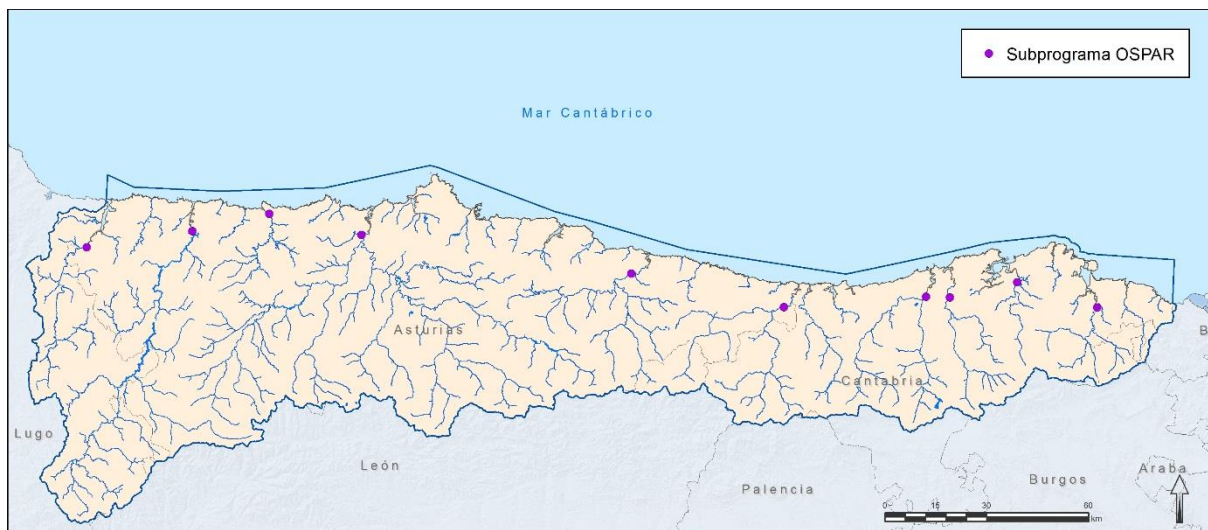 Subprograma OSPAR
Mar Cantábrico
Asturias
Cantabria
B
Lugo
León
Palencia
Burgos
Araba
0 15 30 60
km